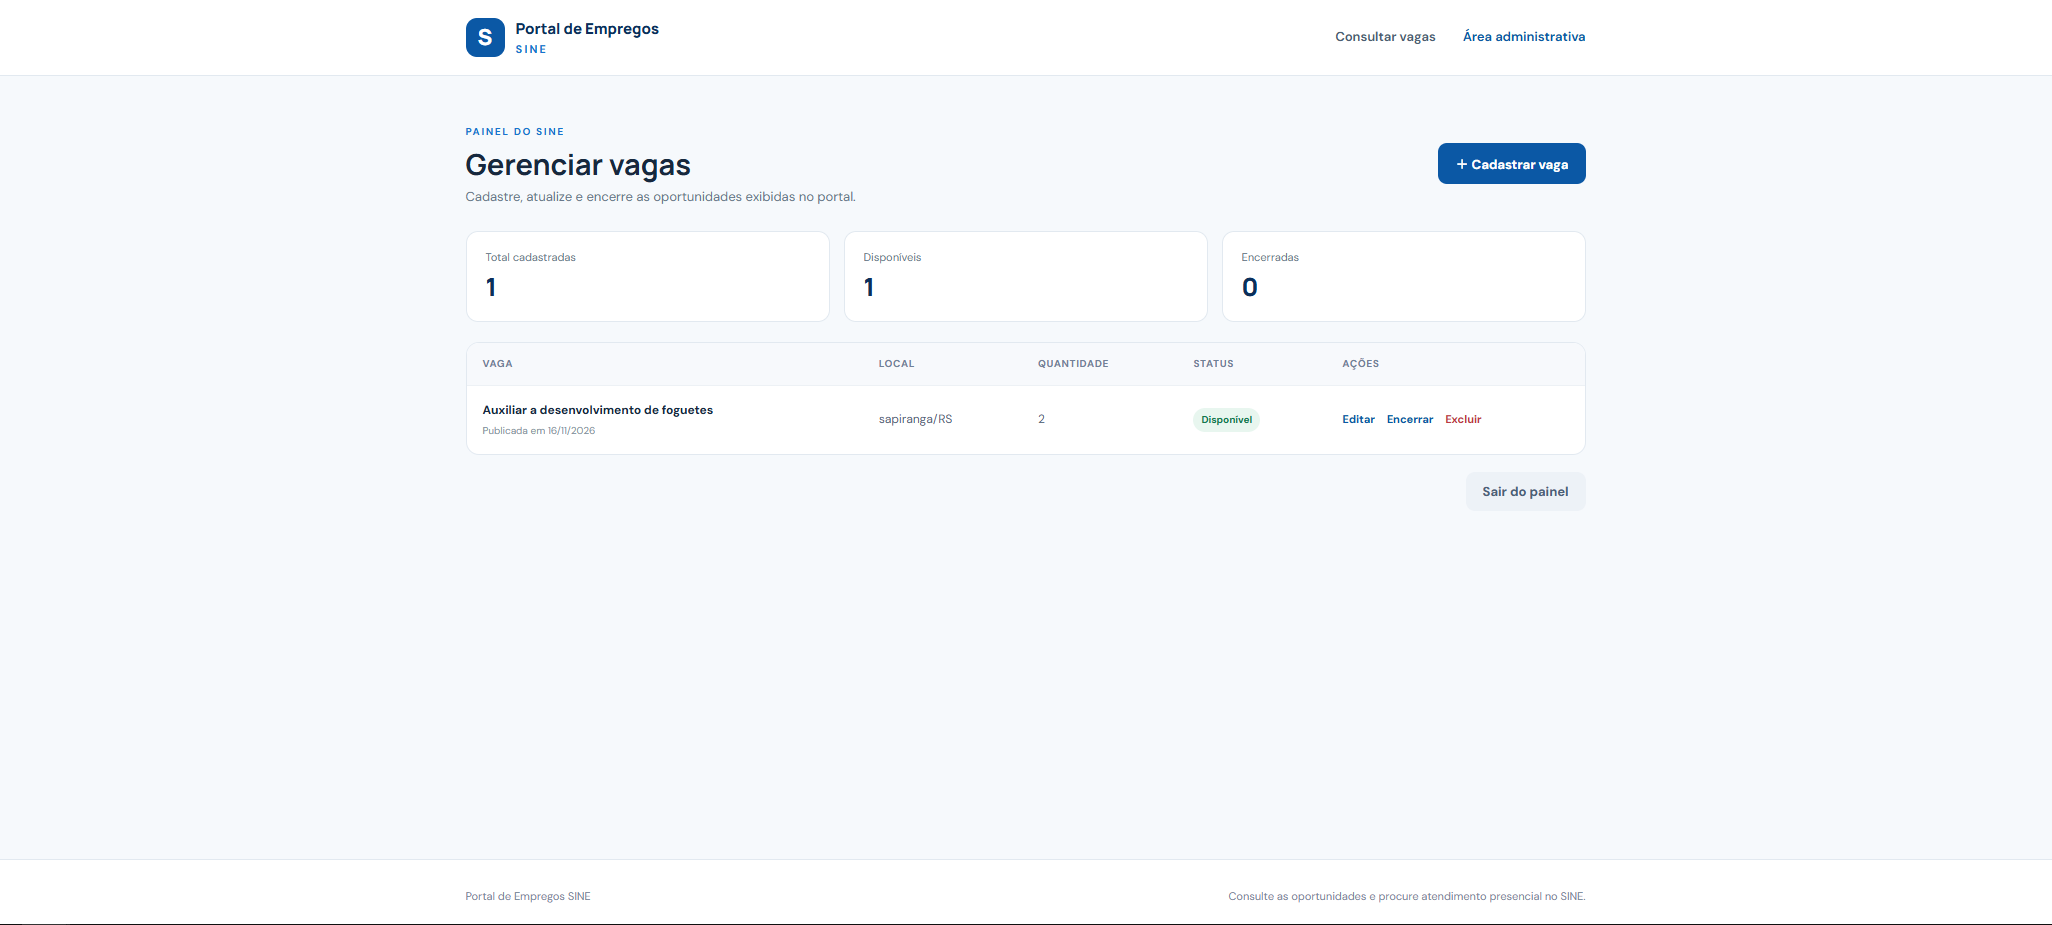 S
Portal de Empregos
SINE
Consultar vagas
Área administrativa
PAINEL DO SINE
Gerenciar vagas
Cadastre, atualize e encerre as oportunidades exibidas no portal.
+ Cadastrar vaga
Total cadastradas
1
Disponíveis
1
Encerradas
0
VAGA LOCAL QUANTIDADE STATUS AÇÕES
Auxiliar a desenvolvimento de foguetes
Publicada em 16/11/2026
sapiranga/RS
2
Disponível
Editar Encerrar Excluir
Sair do painel
Portal de Empregos SINE
Consulte as oportunidades e procure atendimento presencial no SINE.